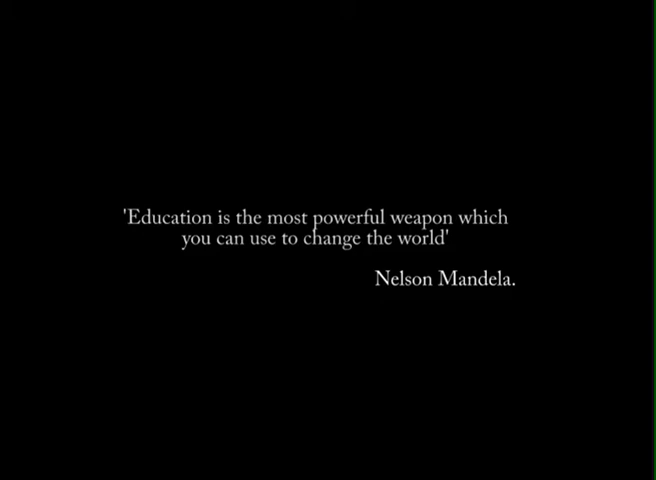 'Education is the most powerful weapon which
you can use to change the world'
Nelson Mandela.